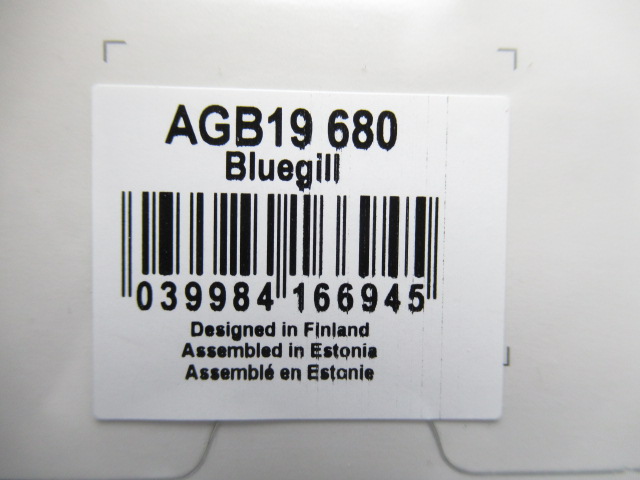 AGB19 680
Bluegill
039984 166945
Designed in Finland
Assembled in Estonia
Assemblé en Estonie